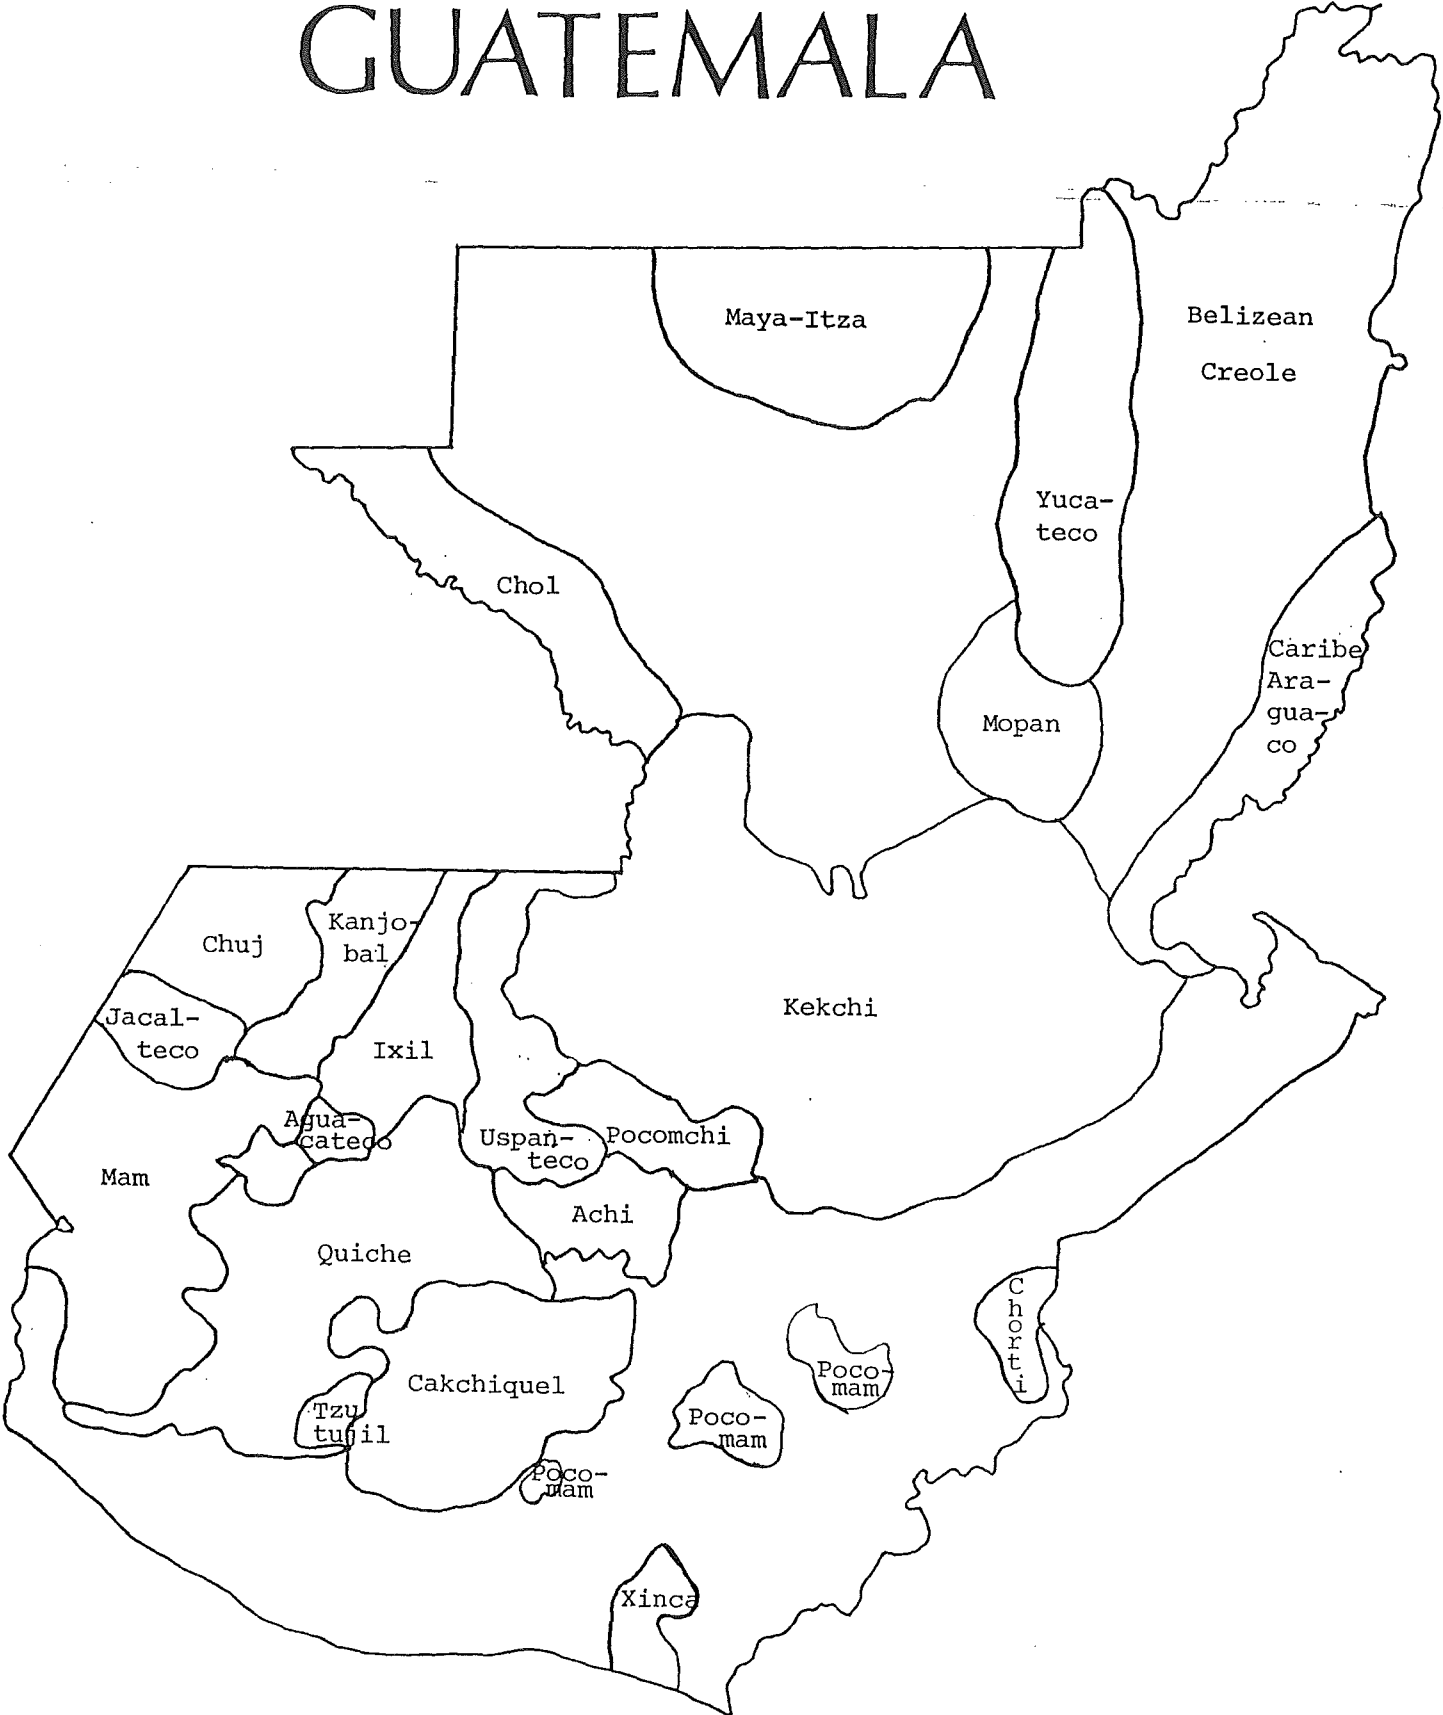 GUATEMALA
Maya-Itza
Belizean
Creole
Yuca-
teco
Chol
Caribe
Ara-
gua-
co
Mopan
Chuj
Kanjo-
bal
Kekchi
Jacal-
teco
Ixil
Agua-
cateco
Uspan-
teco
Pocomchi
Mam
Achi
Quiche
Chorti
Cakchiquel
Poco-
mam
Tzu
tujil
Poco-
mam
Poco-
mam
Xinca